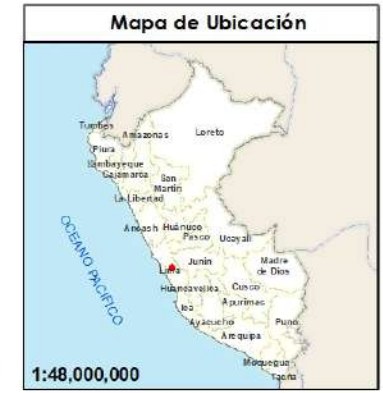 Mapa de Ubicación
Tumbes
Amazonas
Loreto
Piura
Lambayeque
Cajamarca
San
Martin
La Libertad
Ancash
Huánuco
Pasco
Ucayali
Lima
Junín
Madre
de Dios
Huancavelica
Cusco
Ica
Apurimac
Ayacucho
Puno
Arequipa
Moquegua
Tacna
OCEANO PACIFICO
1:48,000,000